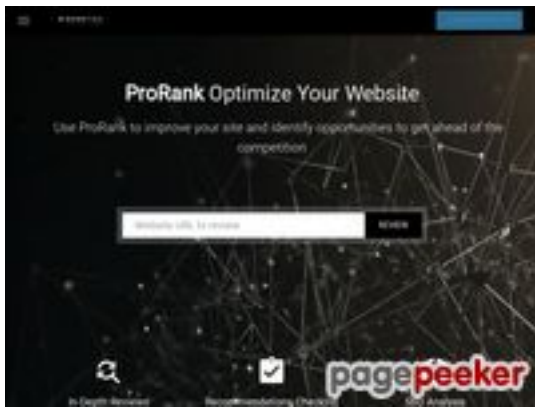 ProRank Optimize Your Website
Use ProRank to improve your site and identify opportunities to get ahead of the
competition
Website URL to review
REVIEW
In-Depth Reviews
Recommendations Checking
SEO Analysis
pagepeeker